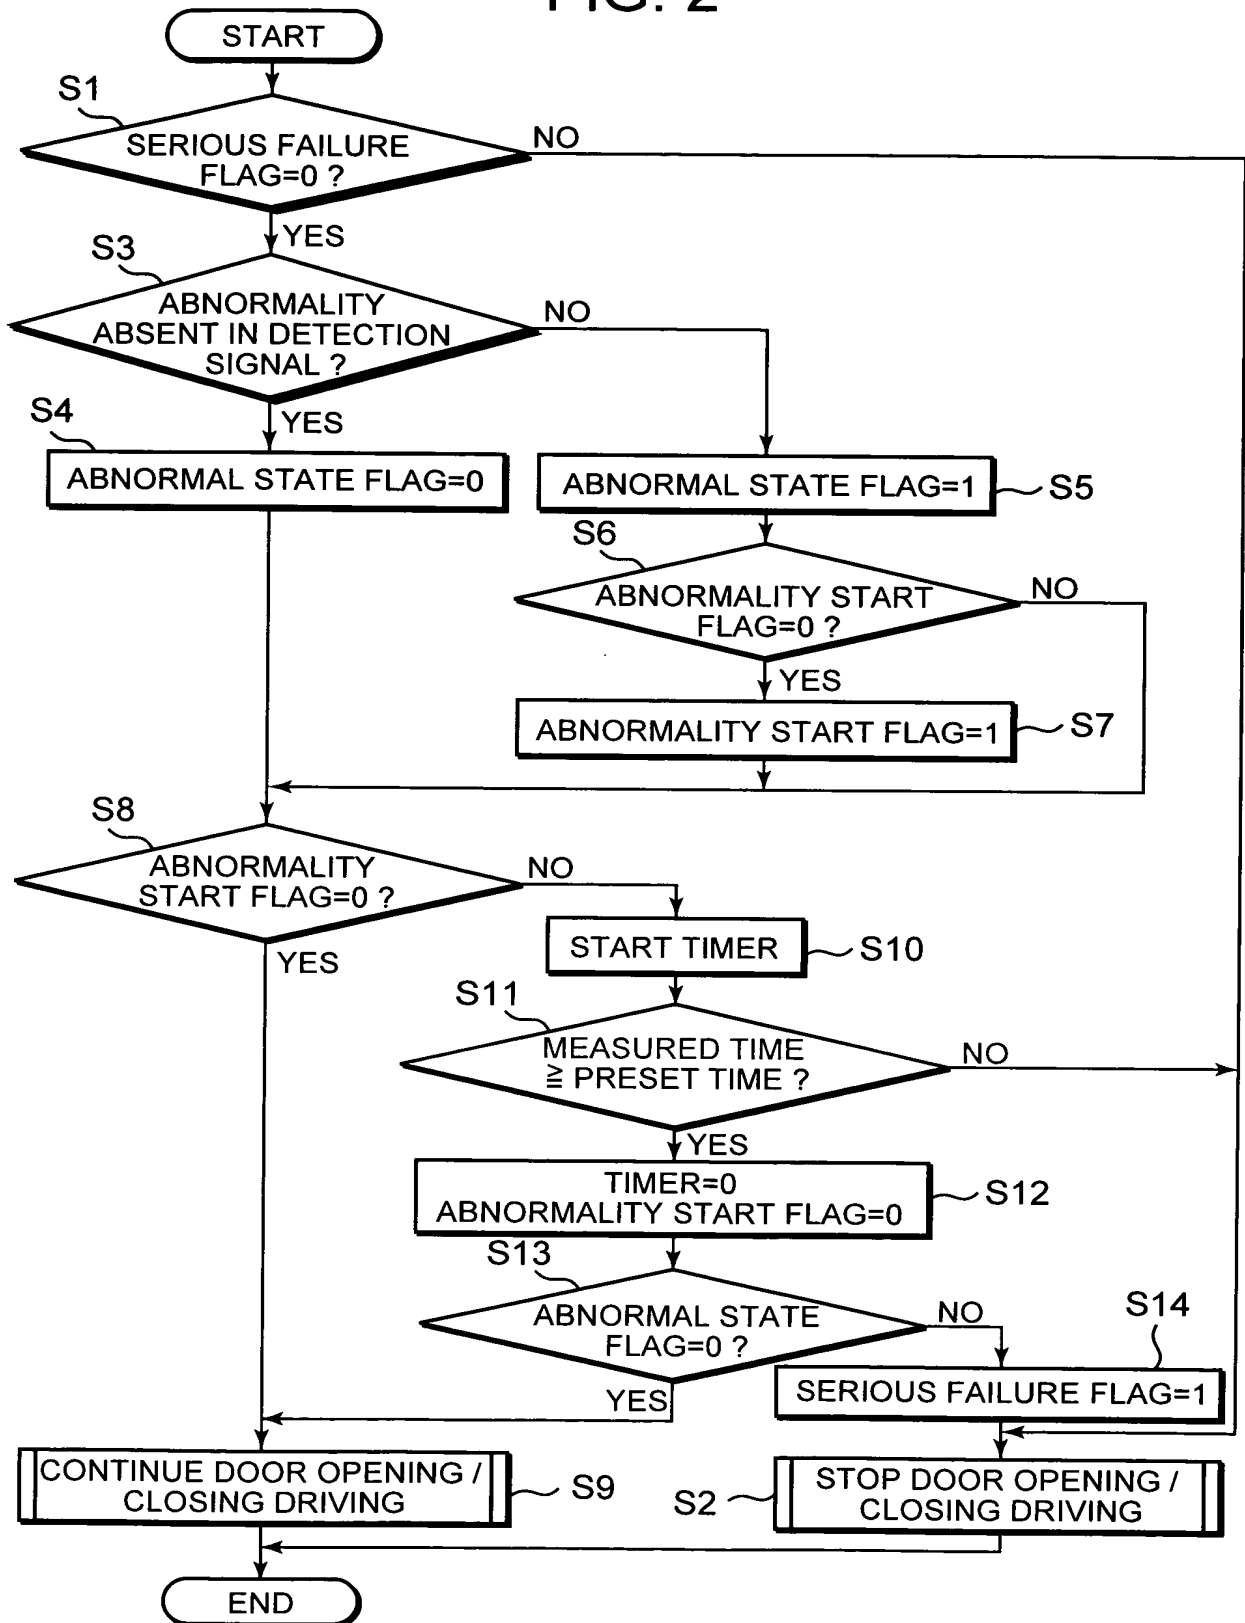 FIG. 2
START
S1
SERIOUS FAILURE
FLAG=0 ?
NO
YES
S3
ABNORMALITY
ABSENT IN DETECTION
SIGNAL ?
NO
YES
S4
ABNORMAL STATE FLAG=0
ABNORMAL STATE FLAG=1
S5
S6
ABNORMALITY START
FLAG=0 ?
NO
YES
ABNORMALITY START FLAG=1
S7
S8
ABNORMALITY
START FLAG=0 ?
NO
YES
START TIMER
S10
S11
MEASURED TIME
≧ PRESET TIME ?
NO
YES
TIMER=0
ABNORMALITY START FLAG=0
S12
S13
ABNORMAL STATE
FLAG=0 ?
NO
YES
S14
SERIOUS FAILURE FLAG=1
CONTINUE DOOR OPENING /
CLOSING DRIVING
S9
S2
STOP DOOR OPENING /
CLOSING DRIVING
END